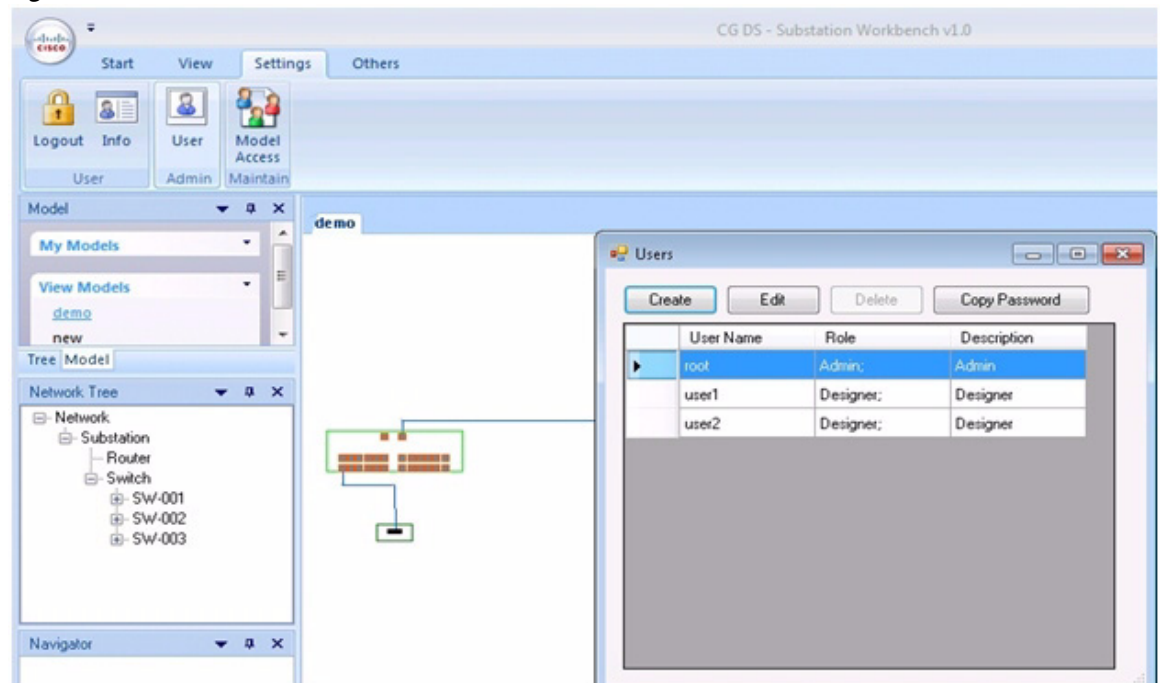 CG DS - Substation Workbench v1.0
CISCO
Start View Settings Others
Logout Info User Model Access
User Admin Maintain
Model
My Models
View Models
demo
new
Tree Model
Network Tree
Network
Substation
Router
Switch
SW-001
SW-002
SW-003
Navigator
demo
Users
Create Edit Delete Copy Password
User Name Role Description
root Admin; Admin
user1 Designer; Designer
user2 Designer; Designer